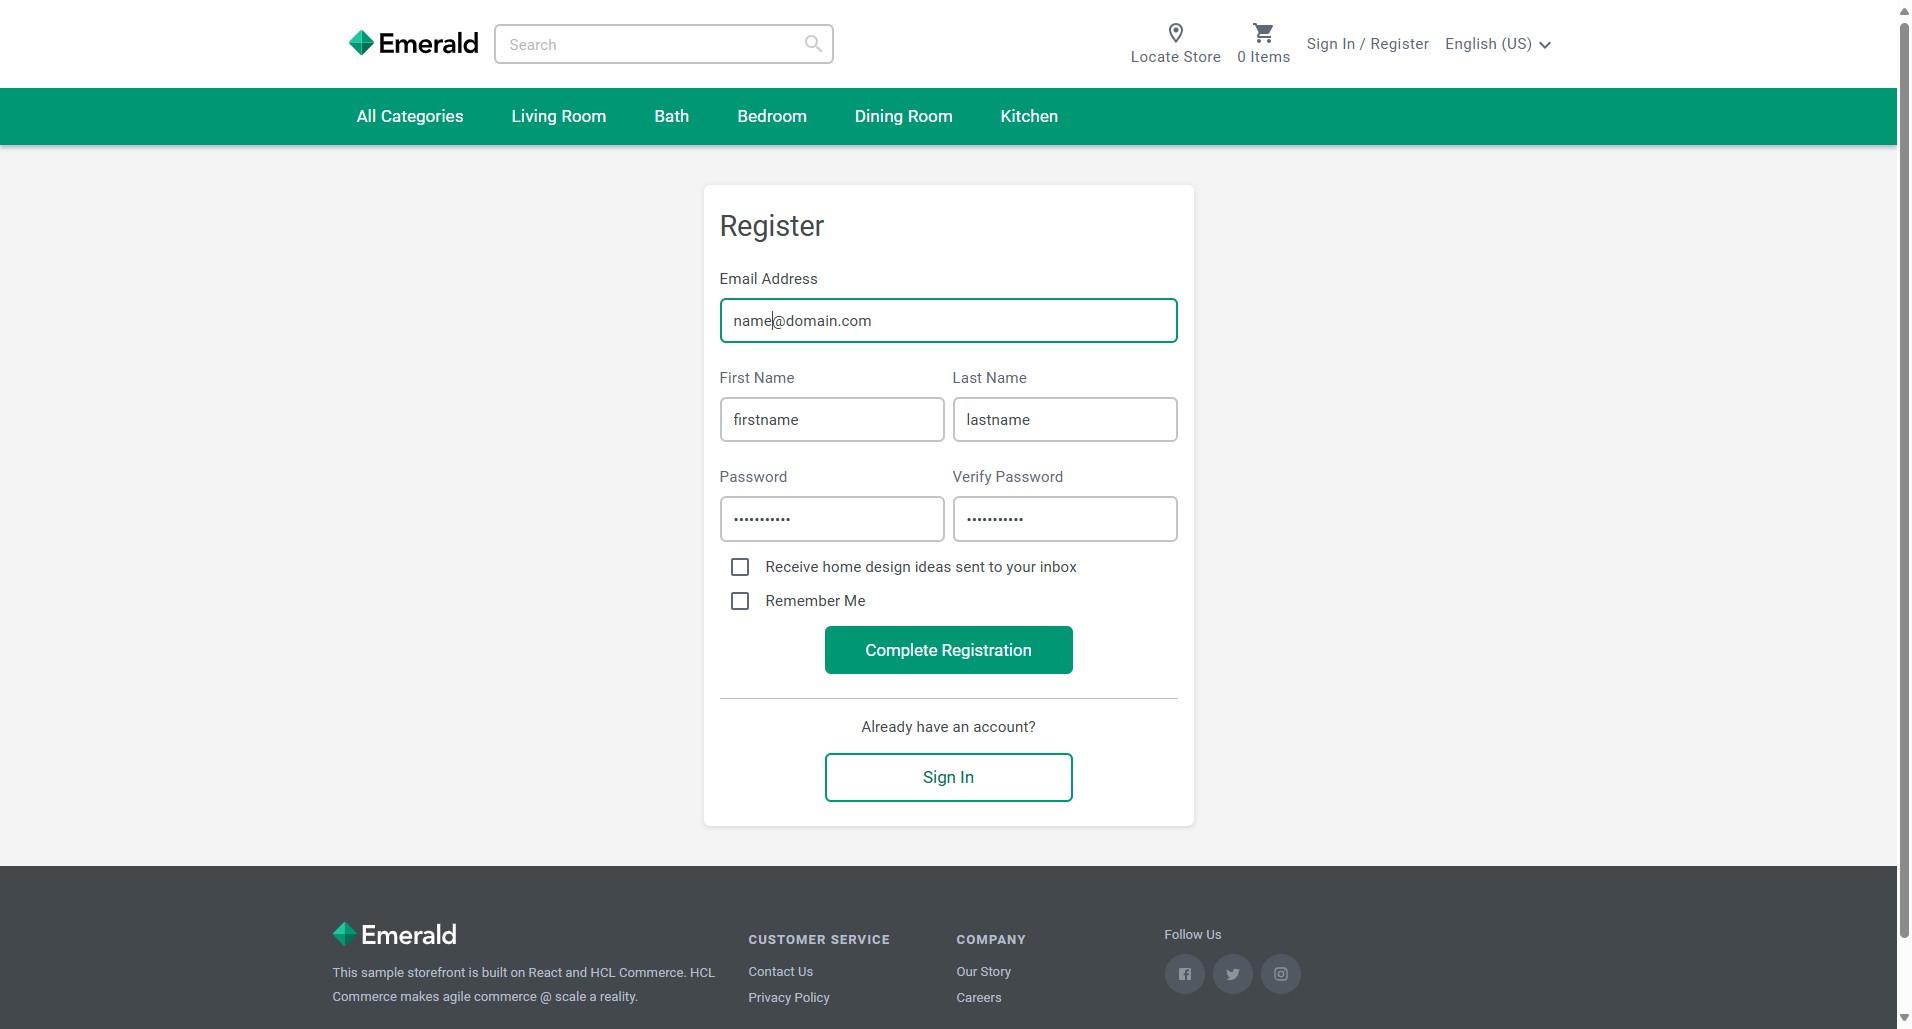 Emerald
Search
Locate Store
0 Items
Sign In / Register
English (US)
All Categories
Living Room
Bath
Bedroom
Dining Room
Kitchen
Register
Email Address
name@domain.com
First Name
Last Name
firstname
lastname
Password
Verify Password
•••••••••••
•••••••••••
Receive home design ideas sent to your inbox
Remember Me
Complete Registration
Already have an account?
Sign In
Emerald
This sample storefront is built on React and HCL Commerce. HCL
Commerce makes agile commerce @ scale a reality.
CUSTOMER SERVICE
Contact Us
Privacy Policy
COMPANY
Our Story
Careers
Follow Us